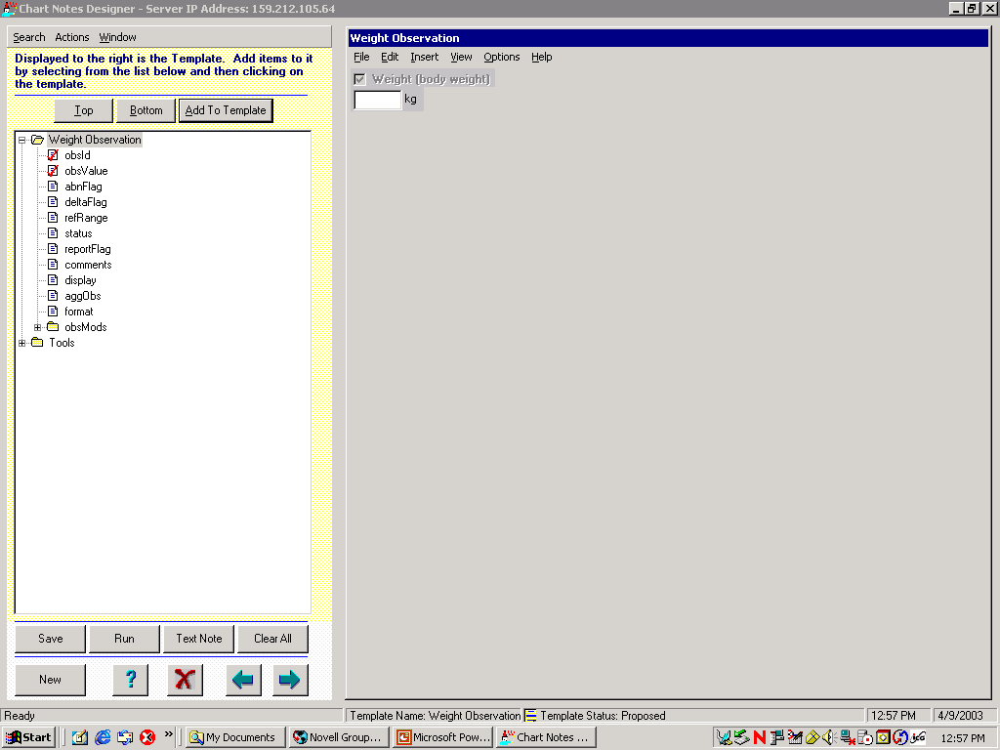 Chart Notes Designer - Server IP Address: 159.212.105.64
Search Actions Window
Displayed to the right is the Template. Add items to it
by selecting from the list below and then clicking on
the template.
Top Bottom Add To Template
Weight Observation
obsId
obsValue
abnFlag
deltaFlag
refRange
status
reportFlag
comments
display
aggObs
format
obsMods
Tools
Save Run Text Note Clear All
New ?
Weight Observation
File Edit Insert View Options Help
Weight (body weight)
kg
Ready Template Name: Weight Observation Template Status: Proposed 12:57 PM 4/9/2003
Start » My Documents Novell Group... Microsoft Pow... Chart Notes ... 12:57 PM